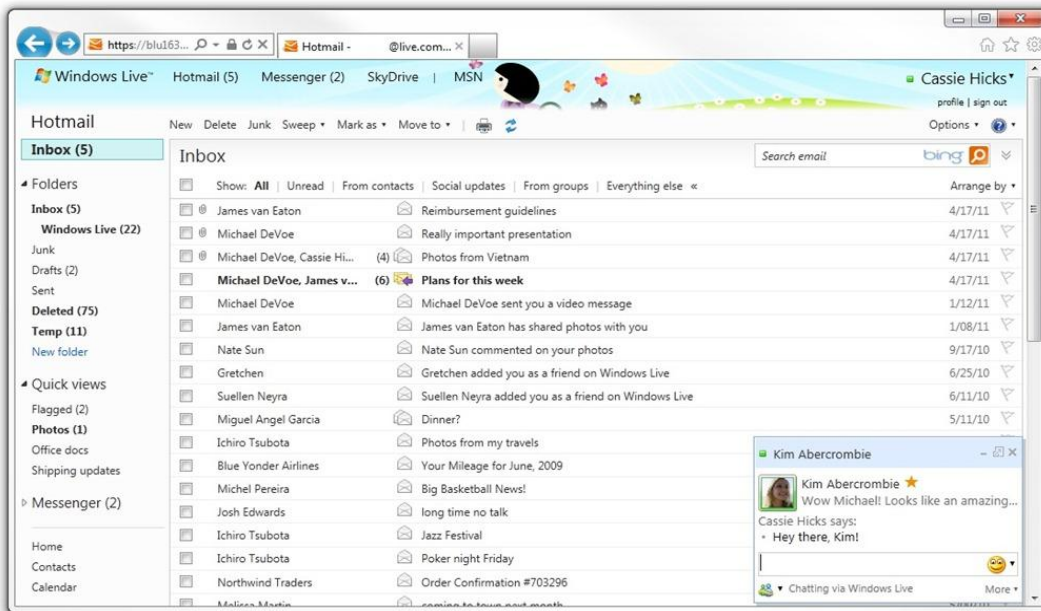 https://blu163...
Hotmail - @live.com...
Windows Live™ Hotmail (5) Messenger (2) SkyDrive | MSN Cassie Hicks
profile | sign out
Hotmail New Delete Junk Sweep Mark as Move to Options
Inbox (5)
Inbox Search email bing
Folders
Show: All | Unread | From contacts | Social updates | From groups | Everything else « Arrange by
Inbox (5)
Windows Live (22)
Junk
Drafts (2)
Sent
Deleted (75)
Temp (11)
New folder
Quick views
Flagged (2)
Photos (1)
Office docs
Shipping updates
Messenger (2)
Home
Contacts
Calendar
James van Eaton Reimbursement guidelines 4/17/11
Michael DeVoe Really important presentation 4/17/11
Michael DeVoe, Cassie Hi... (4) Photos from Vietnam 4/17/11
Michael DeVoe, James v... (6) Plans for this week 4/17/11
Michael DeVoe Michael DeVoe sent you a video message 1/12/11
James van Eaton James van Eaton has shared photos with you 1/08/11
Nate Sun Nate Sun commented on your photos 9/17/10
Gretchen Gretchen added you as a friend on Windows Live 6/25/10
Suellen Neyra Suellen Neyra added you as a friend on Windows Live 6/11/10
Miguel Angel Garcia Dinner? 5/11/10
Ichiro Tsubota Photos from my travels
Blue Yonder Airlines Your Mileage for June, 2009
Michel Pereira Big Basketball News!
Josh Edwards long time no talk
Ichiro Tsubota Jazz Festival
Ichiro Tsubota Poker night Friday
Northwind Traders Order Confirmation #703296
Melissa Martin coming to town next month
Kim Abercrombie
Kim Abercrombie
Wow Michael! Looks like an amazing...
Cassie Hicks says:
Hey there, Kim!
Chatting via Windows Live More